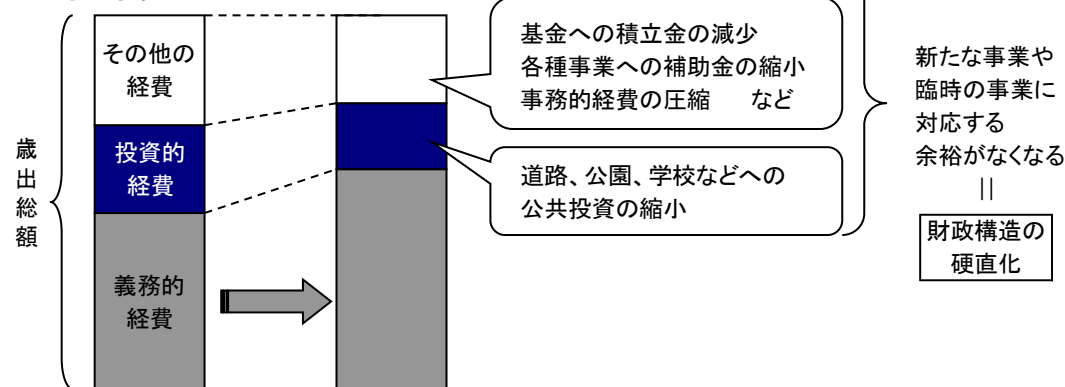 歳出総額
その他の
経費
投資的
経費
義務的
経費
基金への積立金の減少
各種事業への補助金の縮小
事務的経費の圧縮　など
道路、公園、学校などへの
公共投資の縮小
新たな事業や
臨時の事業に
対応する
余裕がなくなる
||
財政構造の
硬直化